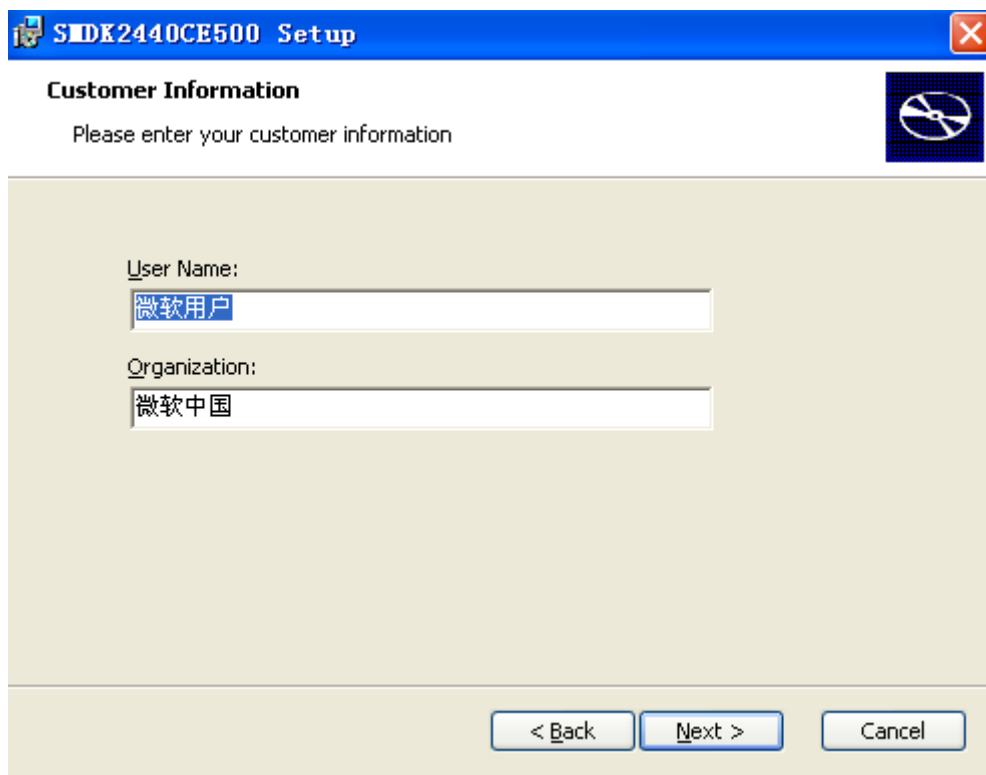 SMDK2440CE500 Setup
Customer Information
Please enter your customer information
User Name:
微软用户
Organization:
微软中国
< Back
Next >
Cancel